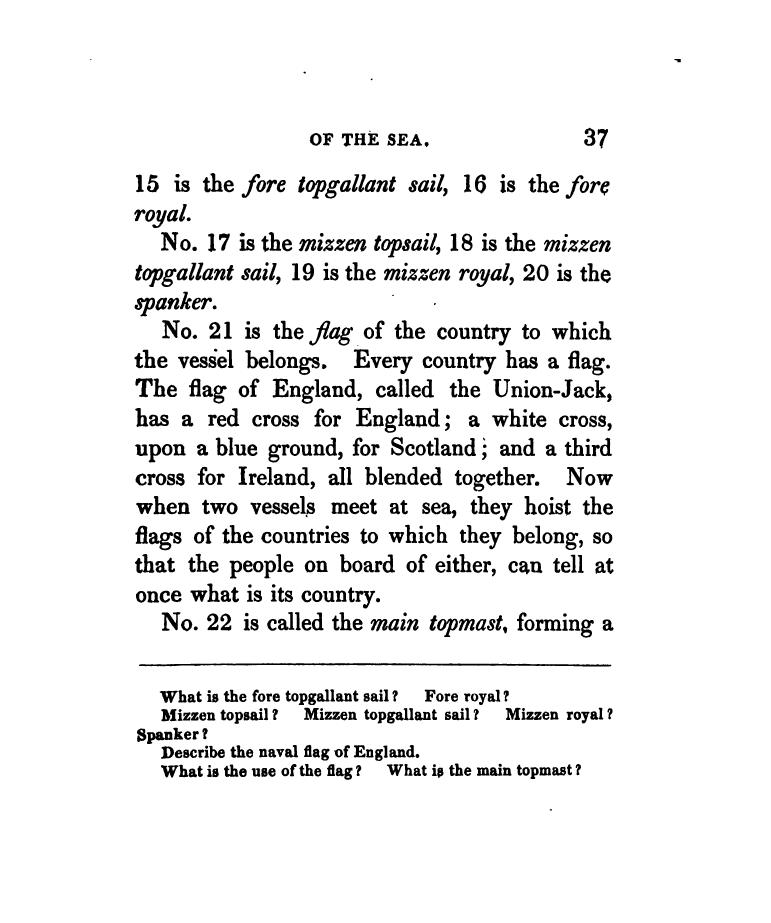 OF THE SEA. 37
15 is the fore topgallant sail, 16 is the fore
royal.
No. 17 is the mizzen topsail, 18 is the mizzen
topgallant sail, 19 is the mizzen royal, 20 is the
spanker.
No. 21 is the flag of the country to which
the vessel belongs. Every country has a flag.
The flag of England, called the Union-Jack,
has a red cross for England; a white cross,
upon a blue ground, for Scotland; and a third
cross for Ireland, all blended together. Now
when two vessels meet at sea, they hoist the
flags of the countries to which they belong, so
that the people on board of either, can tell at
once what is its country.
No. 22 is called the main topmast, forming a
What is the fore topgallant sail? Fore royal?
Mizzen topsail? Mizzen topgallant sail? Mizzen royal?
Spanker?
Describe the naval flag of England.
What is the use of the flag? What is the main topmast?